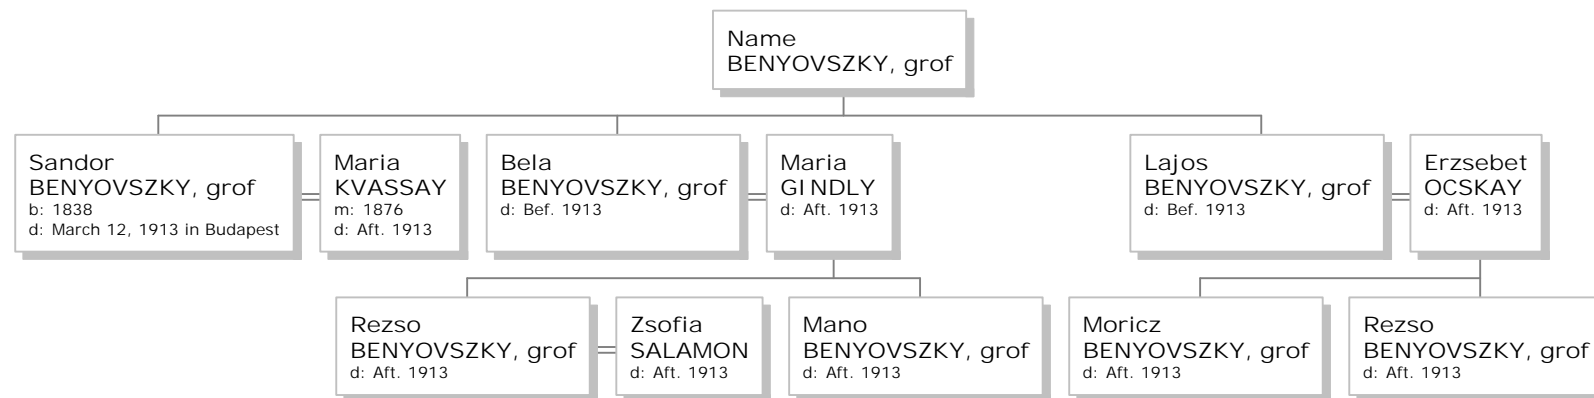 Name
BENYOVSZKY, grof
Sandor
BENYOVSZKY, grof
b: 1838
d: March 12, 1913 in Budapest
Maria
KVASSAY
m: 1876
d: Aft. 1913
Bela
BENYOVSZKY, grof
d: Bef. 1913
Maria
GINDLY
d: Aft. 1913
Lajos
BENYOVSZKY, grof
d: Bef. 1913
Erzsebet
OCSKAY
d: Aft. 1913
Rezso
BENYOVSZKY, grof
d: Aft. 1913
Zsofia
SALAMON
d: Aft. 1913
Mano
BENYOVSZKY, grof
d: Aft. 1913
Moricz
BENYOVSZKY, grof
d: Aft. 1913
Rezso
BENYOVSZKY, grof
d: Aft. 1913